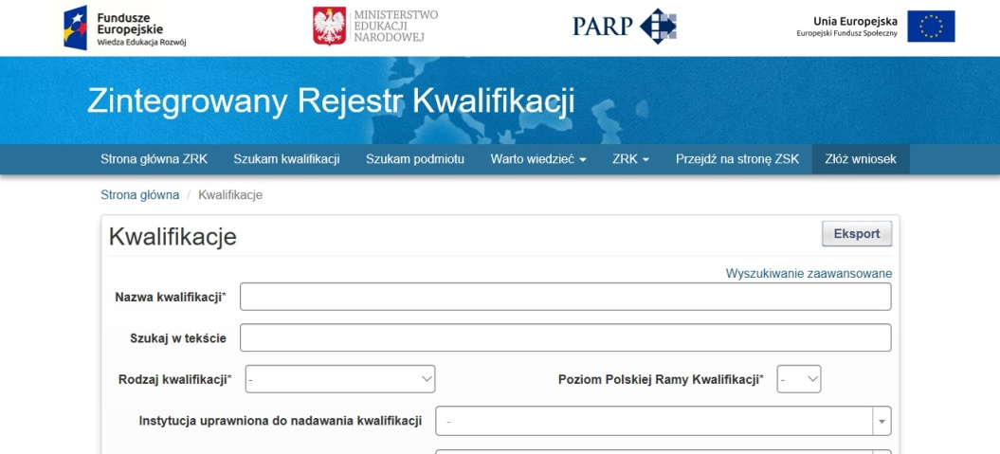 Fundusze
Europejskie
Wiedza Edukacja Rozwój
MINISTERSTWO
EDUKACJI
NARODOWEJ
PARP
Unia Europejska
Europejski Fundusz Społeczny
Zintegrowany Rejestr Kwalifikacji
Strona główna ZRK Szukam kwalifikacji Szukam podmiotu Warto wiedzieć ZRK Przejdź na stronę ZSK Złóż wniosek
Strona główna / Kwalifikacje
Kwalifikacje Eksport
Wyszukiwanie zaawansowane
Nazwa kwalifikacji*
Szukaj w tekście
Rodzaj kwalifikacji* - Poziom Polskiej Ramy Kwalifikacji* -
Instytucja uprawniona do nadawania kwalifikacji -